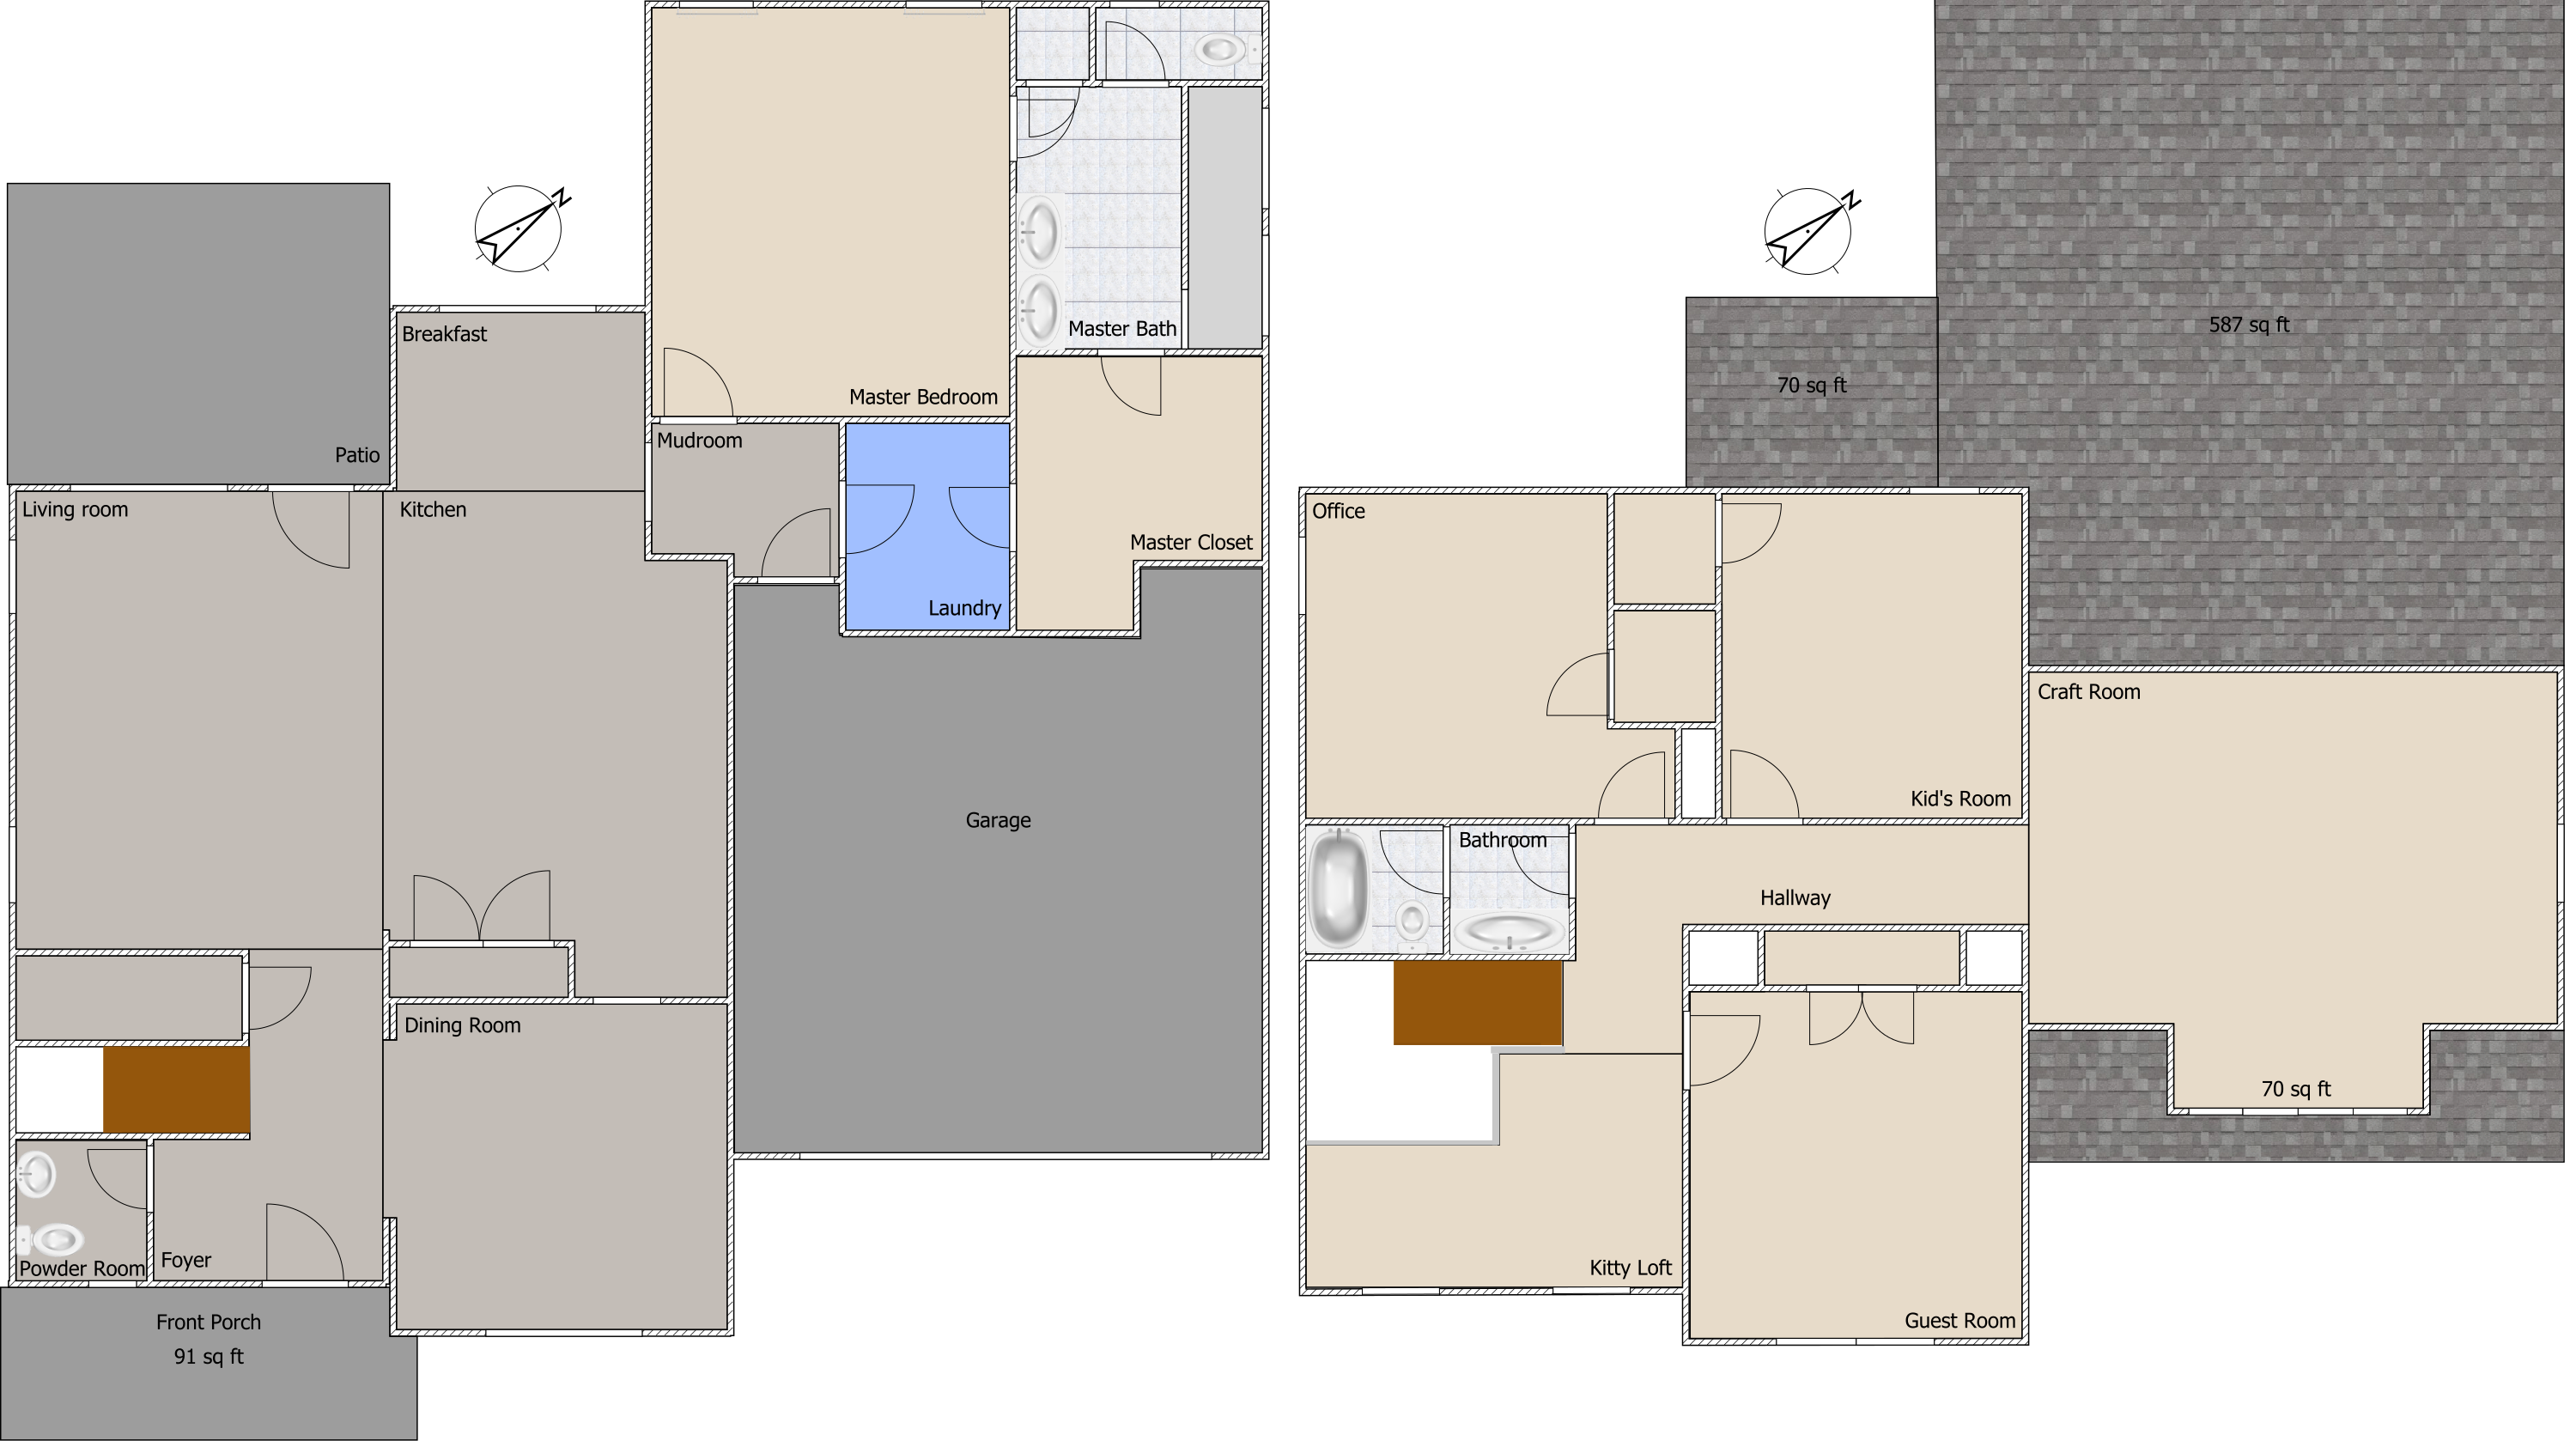 N
Breakfast
Master Bath
Master Bedroom
Mudroom
Patio
Living room
Kitchen
Master Closet
Laundry
Garage
Dining Room
Foyer
Powder Room
Front Porch
91 sq ft
N
587 sq ft
70 sq ft
Office
Craft Room
Kid's Room
Bathroom
Hallway
70 sq ft
Kitty Loft
Guest Room